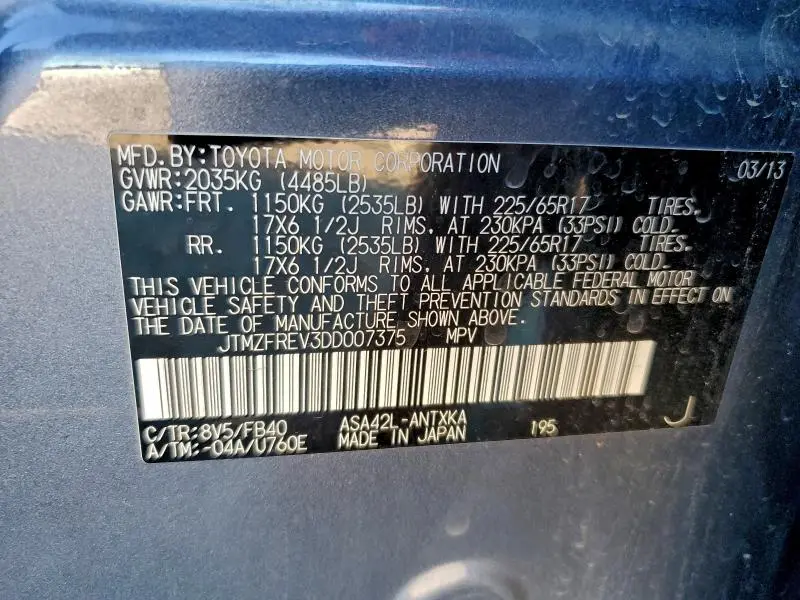 MFD.BY:TOYOTA MOTOR CORPORATION 03/13
GVWR:2035KG (4485LB)
GAWR:FRT. 1150KG (2535LB) WITH 225/65R17 TIRES.
17X6 1/2J RIMS. AT 230KPA (33PSI) COLD.
RR. 1150KG (2535LB) WITH 225/65R17 TIRES.
17X6 1/2J RIMS. AT 230KPA (33PSI) COLD.
THIS VEHICLE CONFORMS TO ALL APPLICABLE FEDERAL MOTOR
VEHICLE SAFETY AND THEFT PREVENTION STANDARDS IN EFFECT ON
THE DATE OF MANUFACTURE SHOWN ABOVE.
JTMZFREV3DD007375 MPV
C/TR:8V5/FB40 ASA42L-ANTXKA 195 J
A/TM:-04A/U760E MADE IN JAPAN